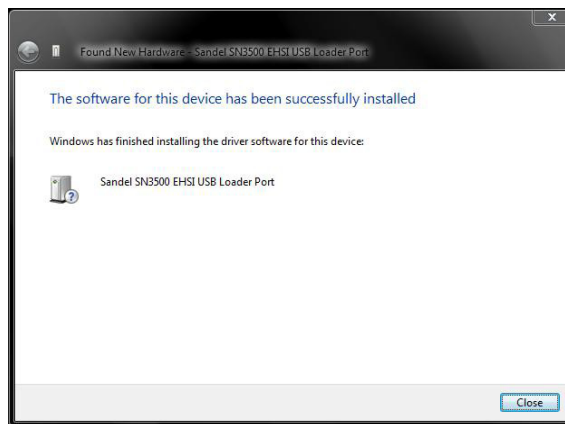 Found New Hardware - Sandel SN3500 EHSI USB Loader Port
The software for this device has been successfully installed
Windows has finished installing the driver software for this device:
Sandel SN3500 EHSI USB Loader Port
Close